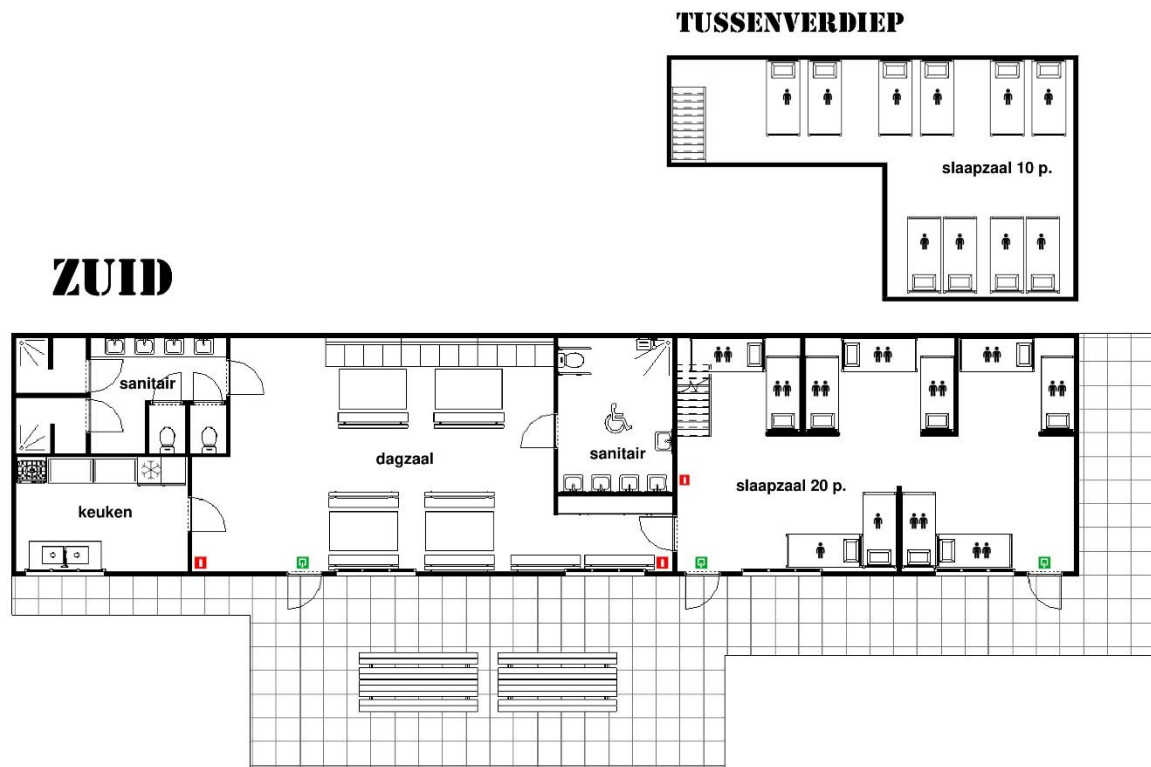 TUSSENVERDIEP
slaapzaal 10 p.
ZUID
sanitair
dagzaal
sanitair
slaapzaal 20 p.
keuken